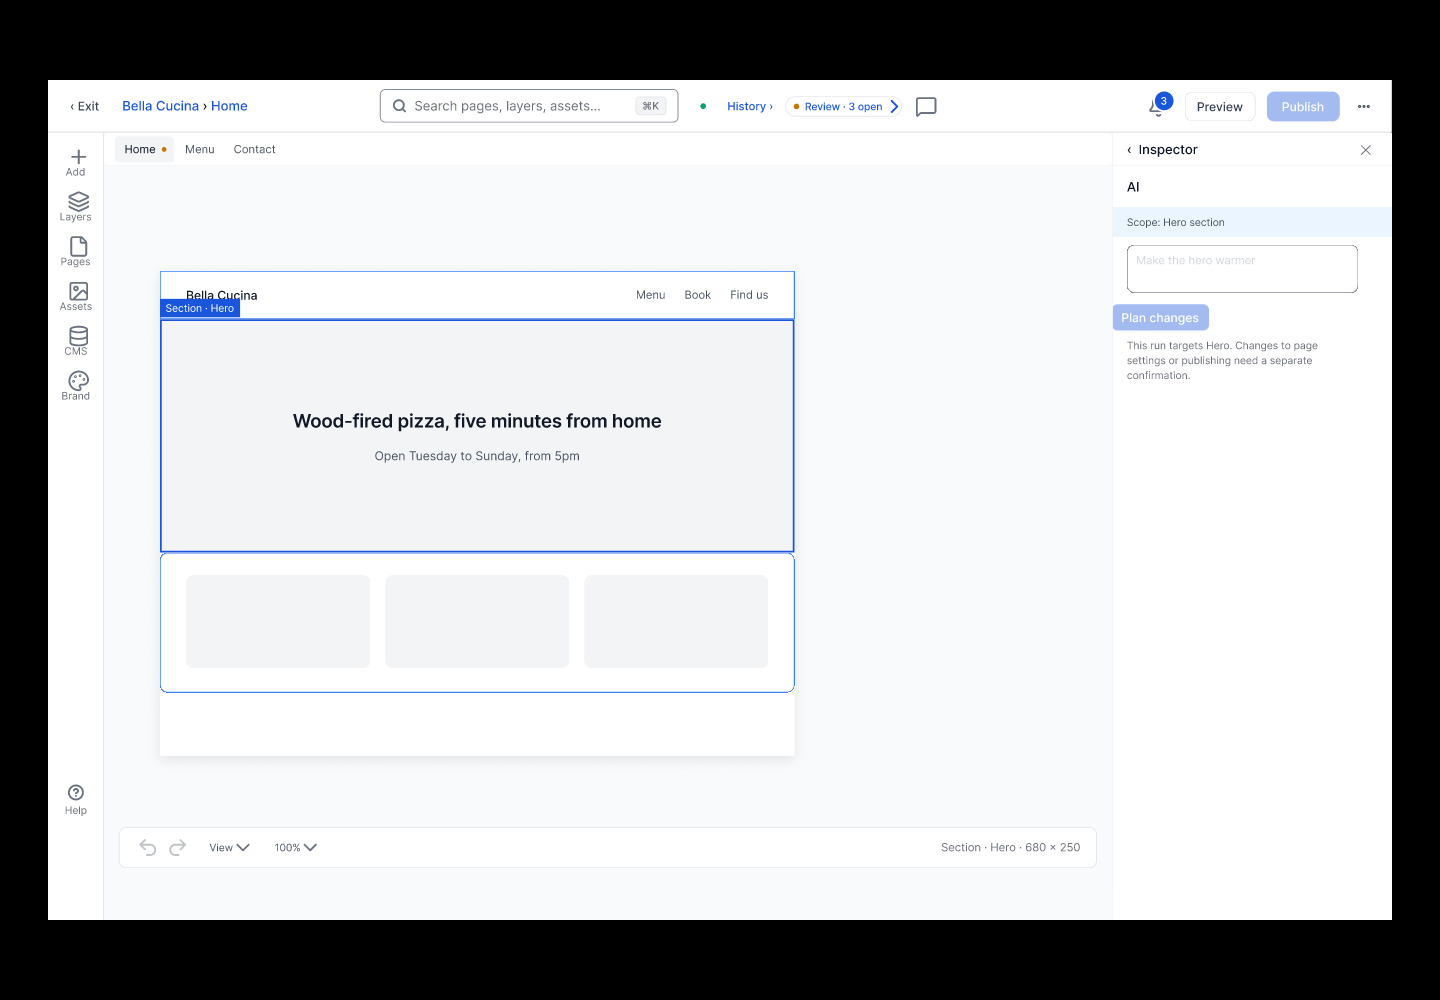 ‹ Exit
Bella Cucina › Home
Search pages, layers, assets...
⌘K
History ›
Review · 3 open
3
Preview
Publish
Home
Menu
Contact
‹ Inspector
Add
Layers
Pages
Assets
CMS
Brand
Help
AI
Scope: Hero section
Make the hero warmer
Plan changes
This run targets Hero. Changes to page
settings or publishing need a separate
confirmation.
Bella Cucina
Menu
Book
Find us
Section · Hero
Wood-fired pizza, five minutes from home
Open Tuesday to Sunday, from 5pm
View
100%
Section · Hero · 680 × 250